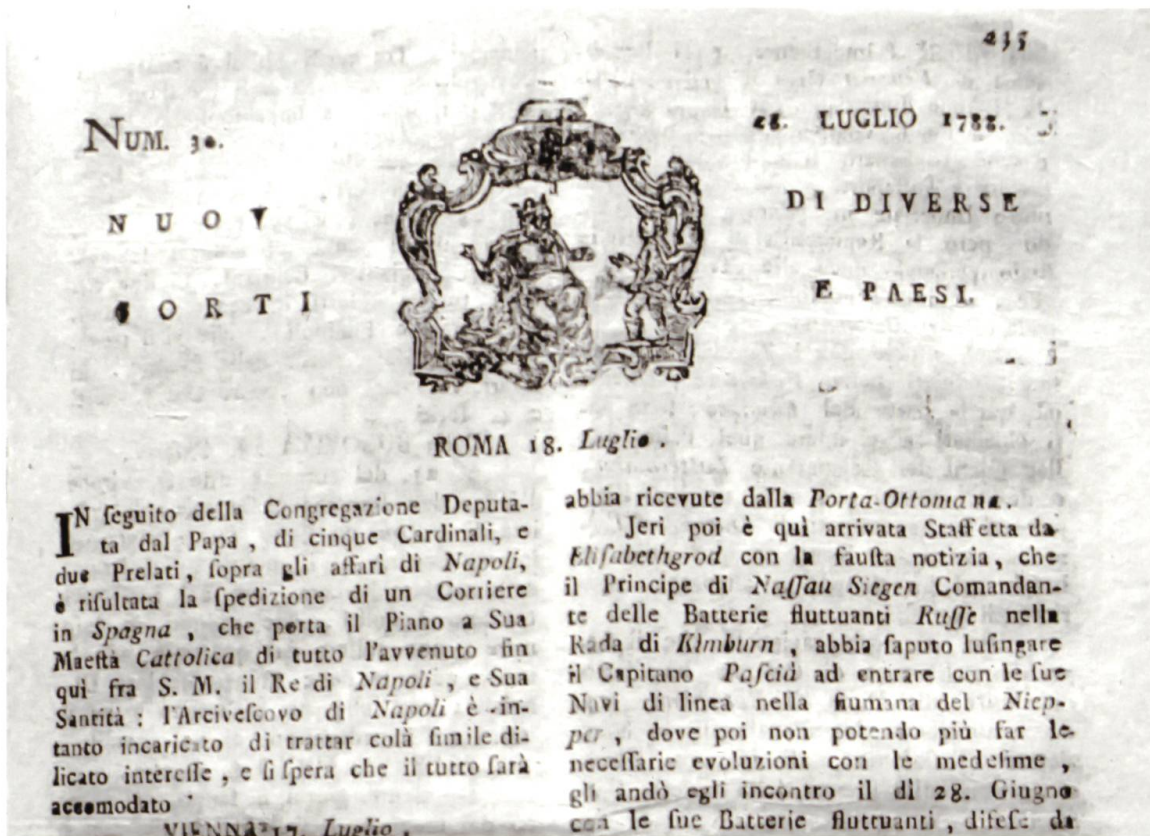 235
NUM. 30.
28. LUGLIO 1788.
NUOV
DI DIVERSE
CORTI
E PAESI.
ROMA 18. Luglio.
IN ſeguito della Congregazione Deputa-
ta dal Papa, di cinque Cardinali, e
due Prelati, ſopra gli affari di Napoli,
è riſultata la ſpedizione di un Corriere
in Spagna, che porta il Piano a Sua
Maeſtà Cattolica di tutto l'avvenuto fin
quì fra S. M. il Re di Napoli, e Sua
Santità: l'Arciveſcovo di Napoli è in-
tanto incaricato di trattar colà ſimile di-
licato intereſſe, e ſi ſpera che il tutto ſarà
accomodato
VIENNA 17. Luglio.
abbia ricevute dalla Porta-Ottomana.
Jeri poi è quì arrivata Staffetta da
Eliſabethgrod con la fauſta notizia, che
il Principe di Naſſau Siegen Comandan-
te delle Batterie fluttuanti Ruſſe nella
Rada di Kinburn, abbia ſaputo luſingare
il Capitano Paſcià ad entrare con le ſue
Navi di linea nella fiumana del Niep-
per, dove poi non potendo più far le
neceſſarie evoluzioni con le medeſime,
gli andò egli incontro il dì 28. Giugno
con le ſue Batterie fluttuanti, difeſe da